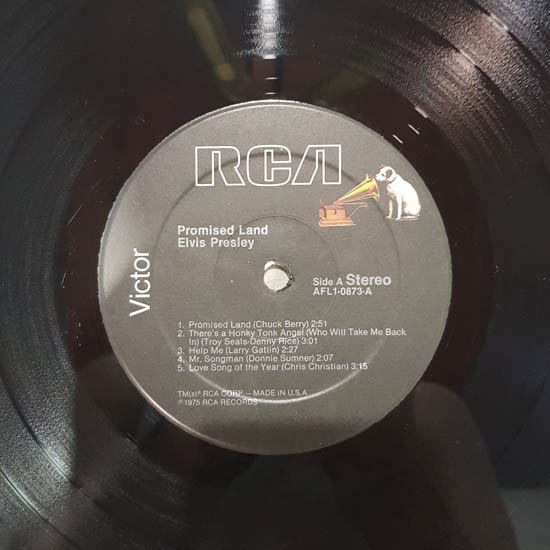 RCA
Victor
Promised Land
Elvis Presley
Side A Stereo
AFL1-0873-A
1. Promised Land (Chuck Berry) 2:51
2. There's a Honky Tonk Angel (Who Will Take Me Back
In) (Troy Seals-Denny Rice) 3:01
3. Help Me (Larry Gatlin) 2:27
4. Mr. Songman (Donnie Sumner) 2:07
5. Love Song of the Year (Chris Christian) 3:15
TM(s)® RCA CORP. – MADE IN U.S.A.
℗1975 RCA RECORDS